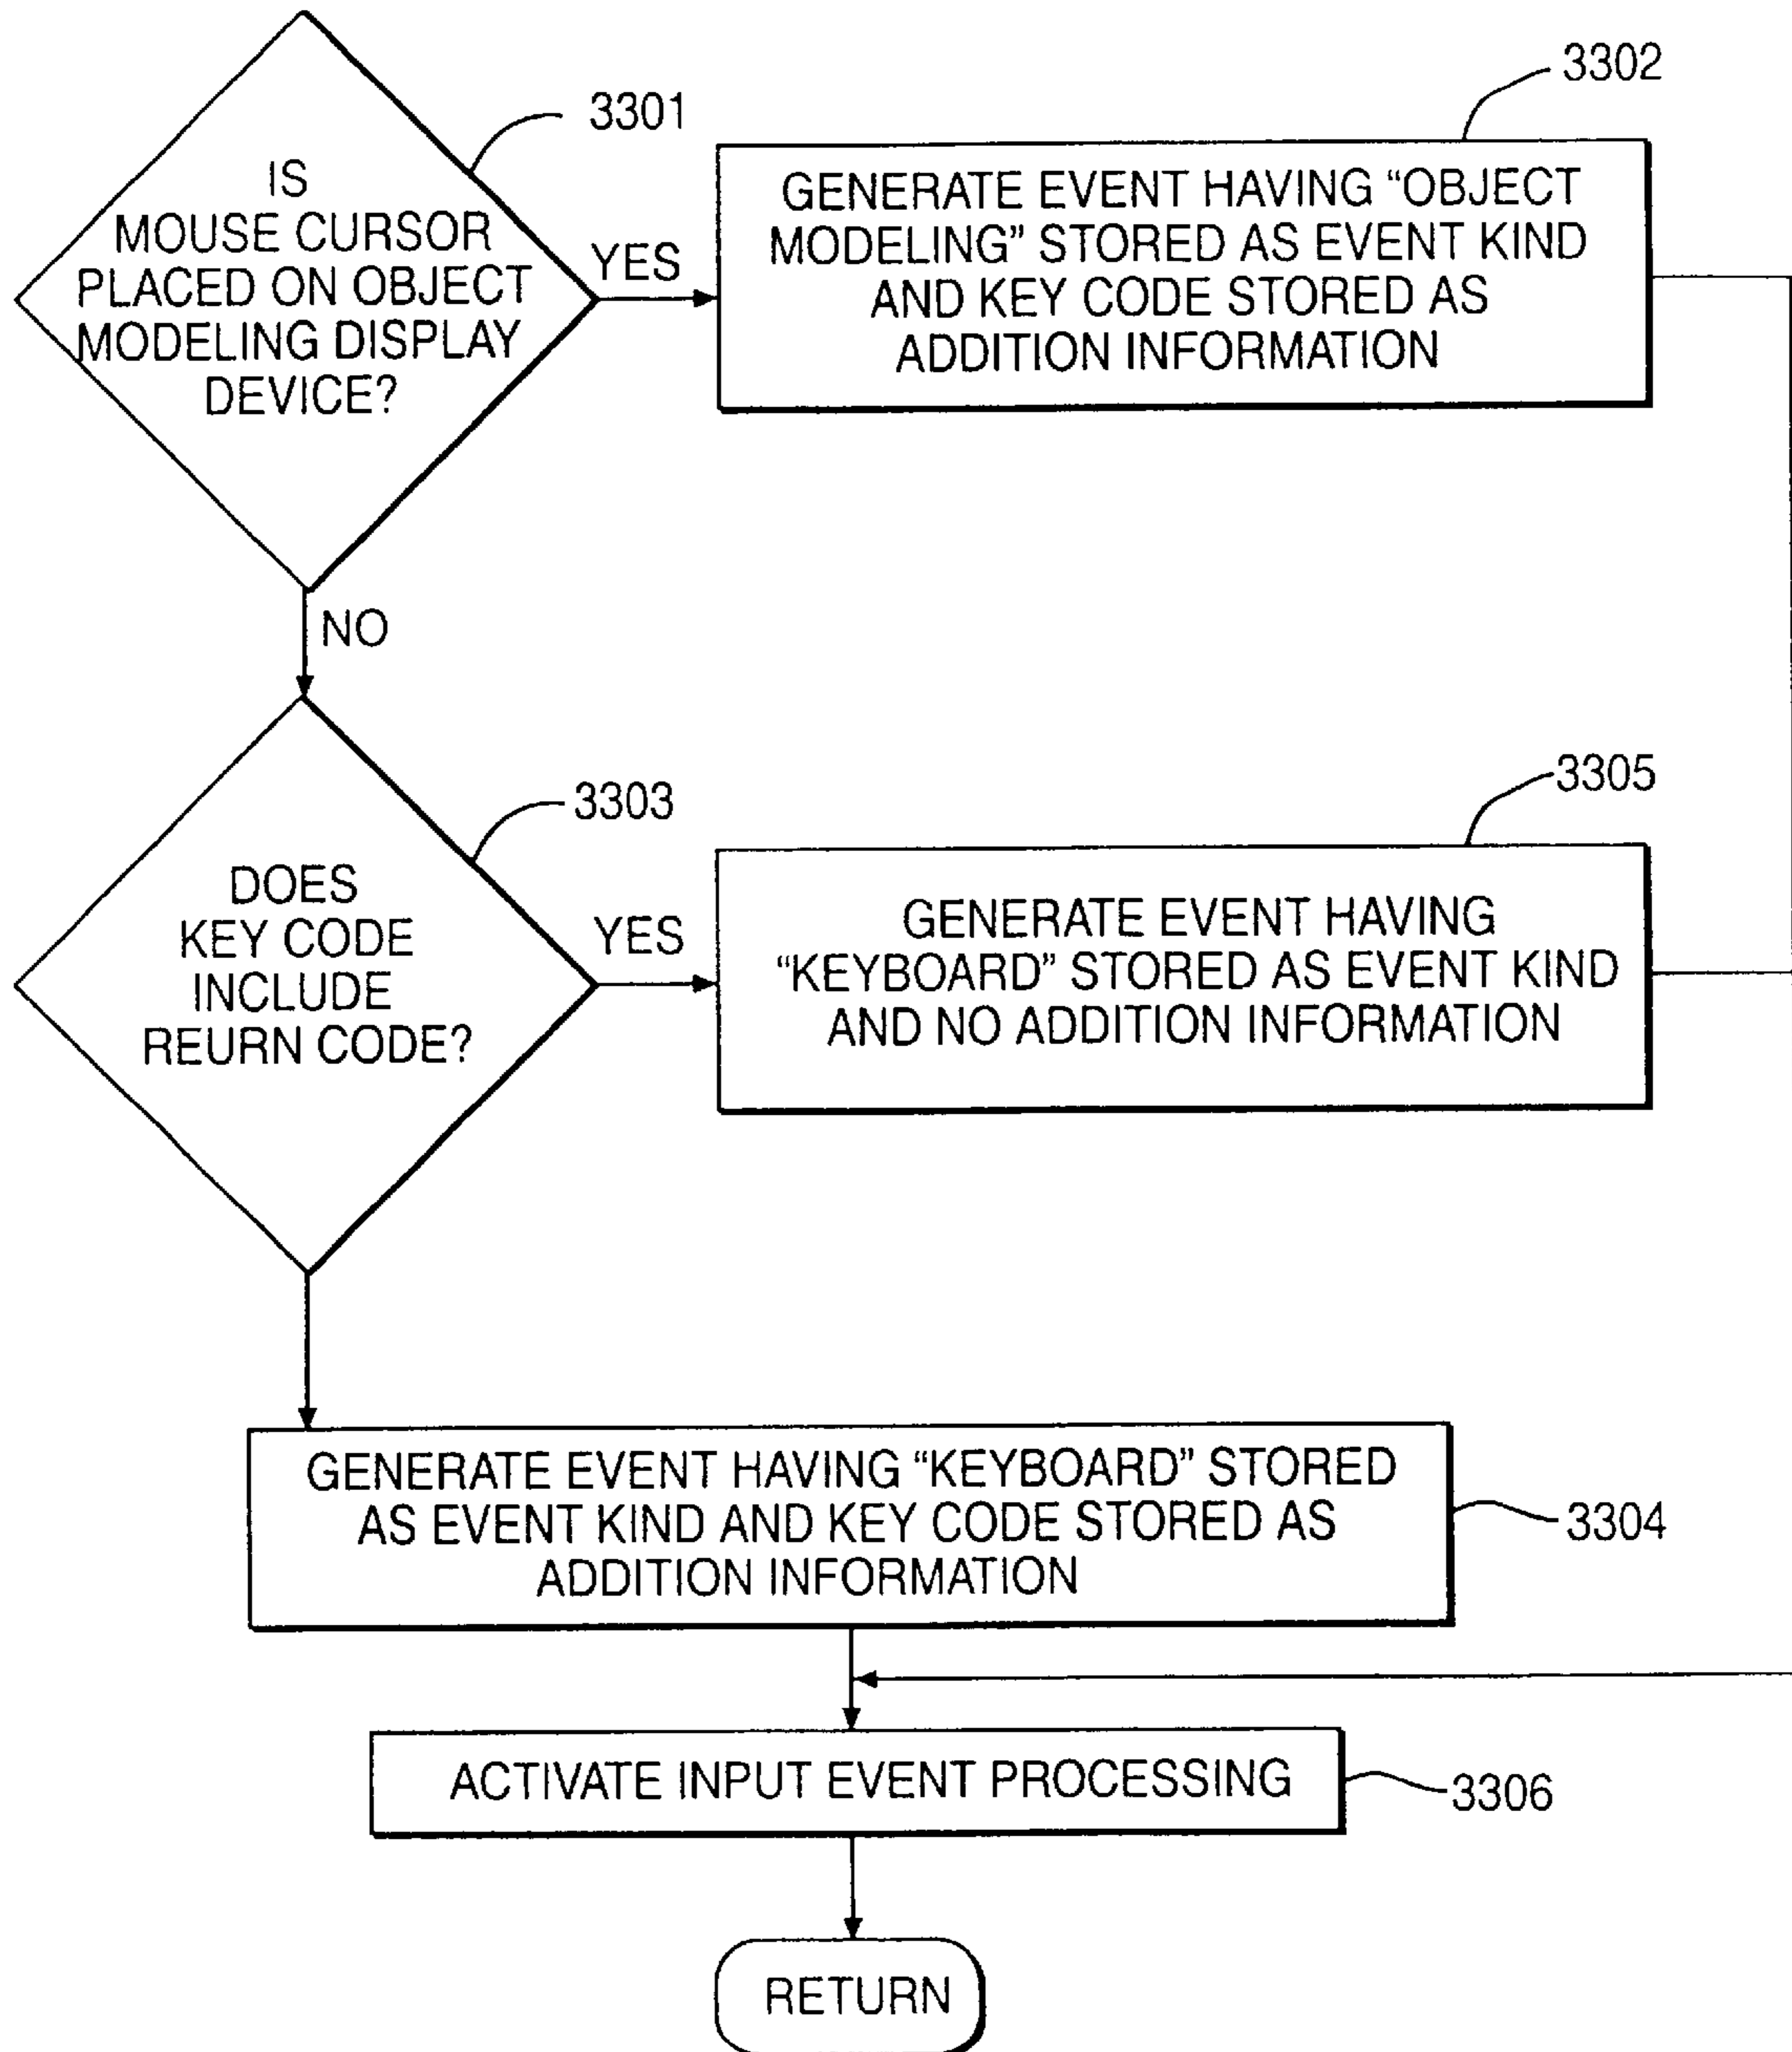 3301
IS
MOUSE CURSOR
PLACED ON OBJECT
MODELING DISPLAY
DEVICE?
YES
3302
GENERATE EVENT HAVING “OBJECT
MODELING” STORED AS EVENT KIND
AND KEY CODE STORED AS
ADDITION INFORMATION
NO
3303
DOES
KEY CODE
INCLUDE
REURN CODE?
YES
3305
GENERATE EVENT HAVING
“KEYBOARD” STORED AS EVENT KIND
AND NO ADDITION INFORMATION
GENERATE EVENT HAVING “KEYBOARD” STORED
AS EVENT KIND AND KEY CODE STORED AS
ADDITION INFORMATION
3304
ACTIVATE INPUT EVENT PROCESSING
3306
RETURN